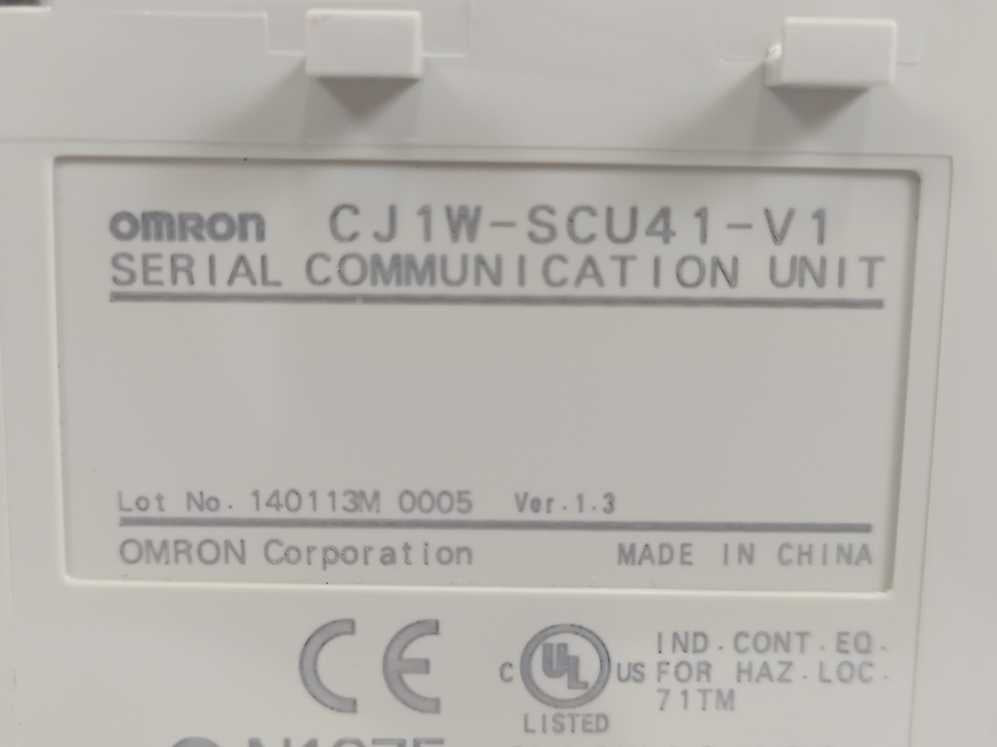 OMRON CJ1W-SCU41-V1
SERIAL COMMUNICATION UNIT
Lot No. 140113M 0005 Ver.1.3
OMRON Corporation MADE IN CHINA
CE
C UL US
LISTED
IND.CONT.EQ.
FOR HAZ.LOC.
71TM